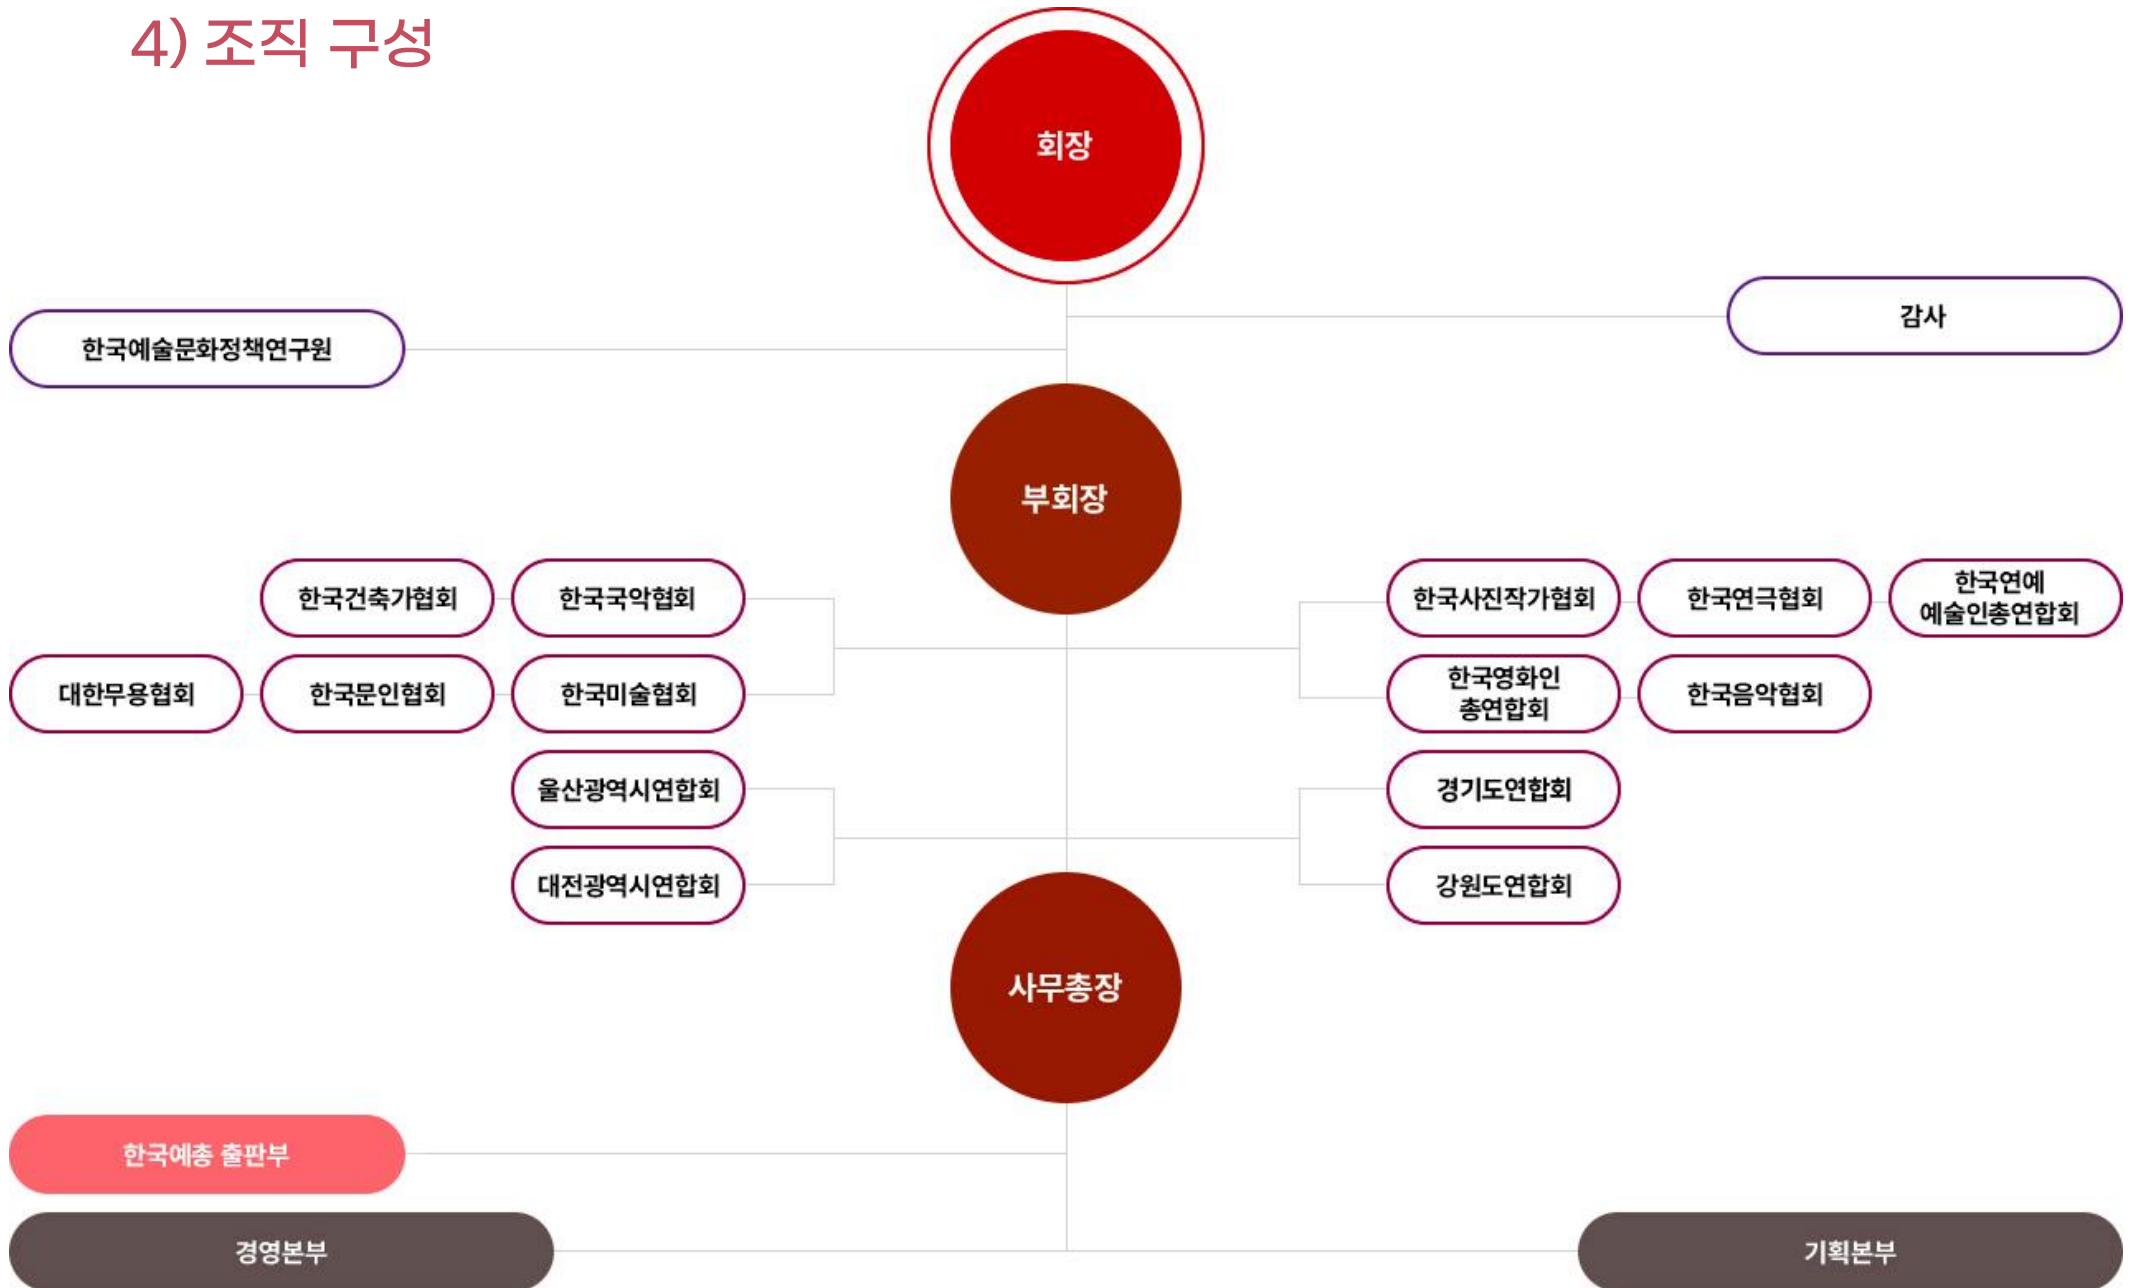 4) 조직 구성
회장
감사
한국예술문화정책연구원
부회장
한국건축가협회
한국국악협회
한국사진작가협회
한국연극협회
한국연예
예술인총연합회
대한무용협회
한국문인협회
한국미술협회
한국영화인
총연합회
한국음악협회
울산광역시연합회
경기도연합회
대전광역시연합회
강원도연합회
사무총장
한국예총 출판부
경영본부
기획본부